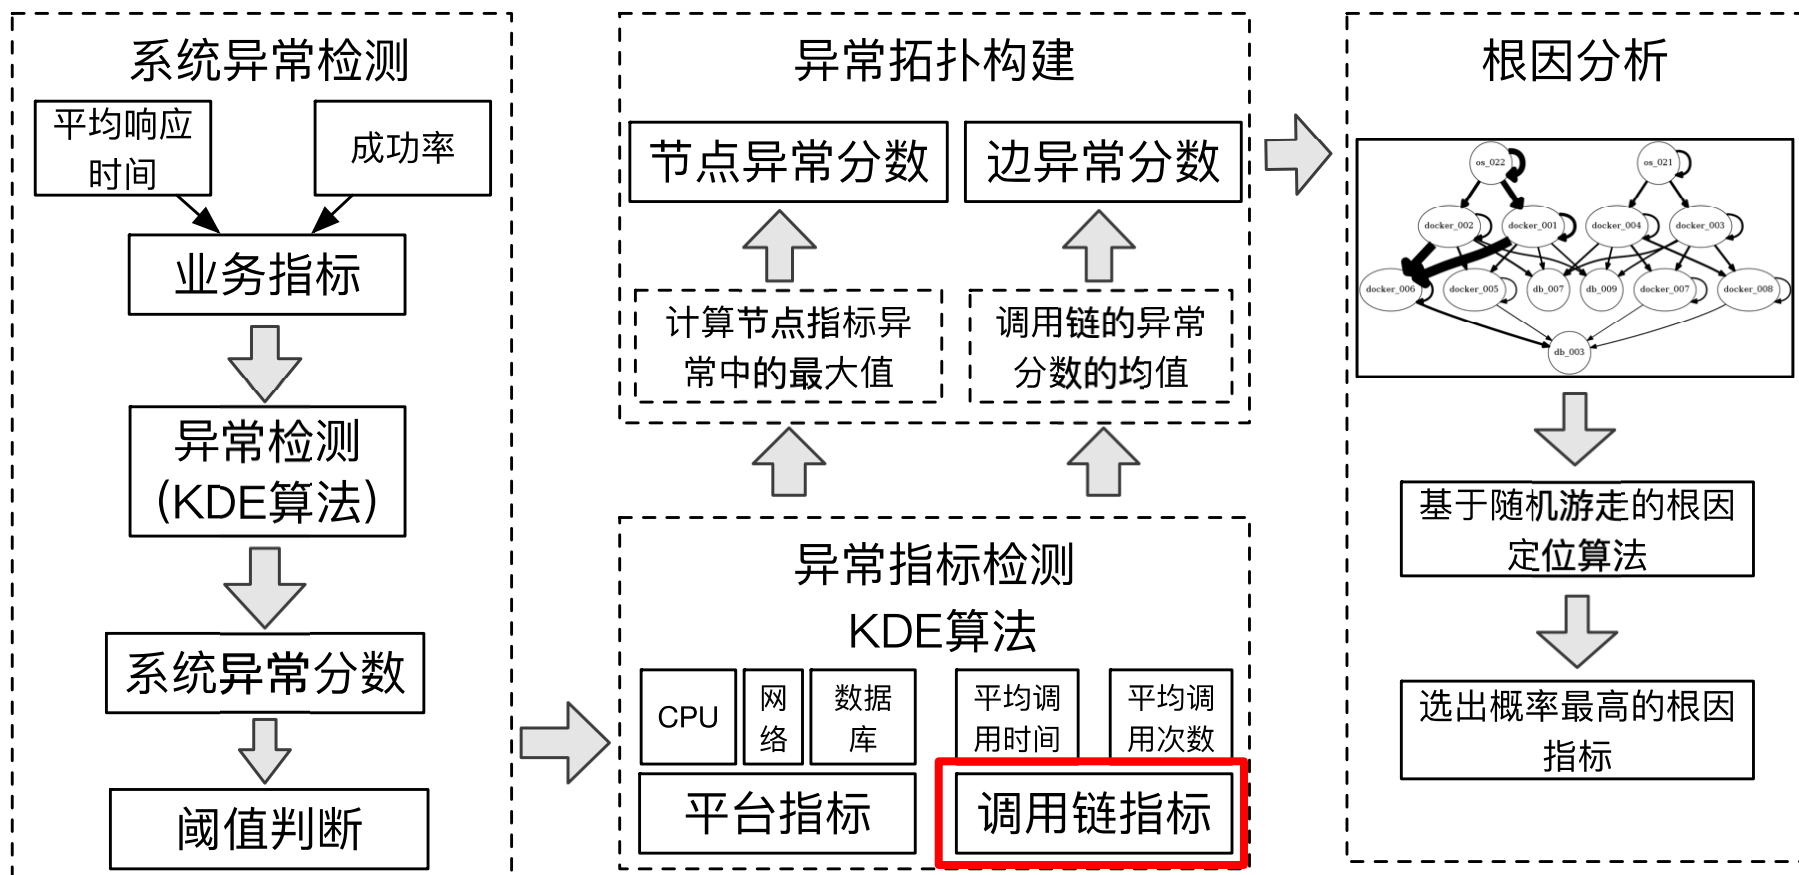 系统异常检测
平均响应
时间
成功率
业务指标
异常检测
(KDE算法)
系统异常分数
阈值判断
异常拓扑构建
节点异常分数
边异常分数
计算节点指标异
常中的最大值
调用链的异常
分数的均值
异常指标检测
KDE算法
CPU
网
络
数据
库
平均调
用时间
平均调
用次数
平台指标
调用链指标
根因分析
os_022
os_021
docker_002
docker_001
docker_004
docker_003
docker_006
docker_005
db_007
db_009
docker_007
docker_008
db_003
基于随机游走的根因
定位算法
选出概率最高的根因
指标